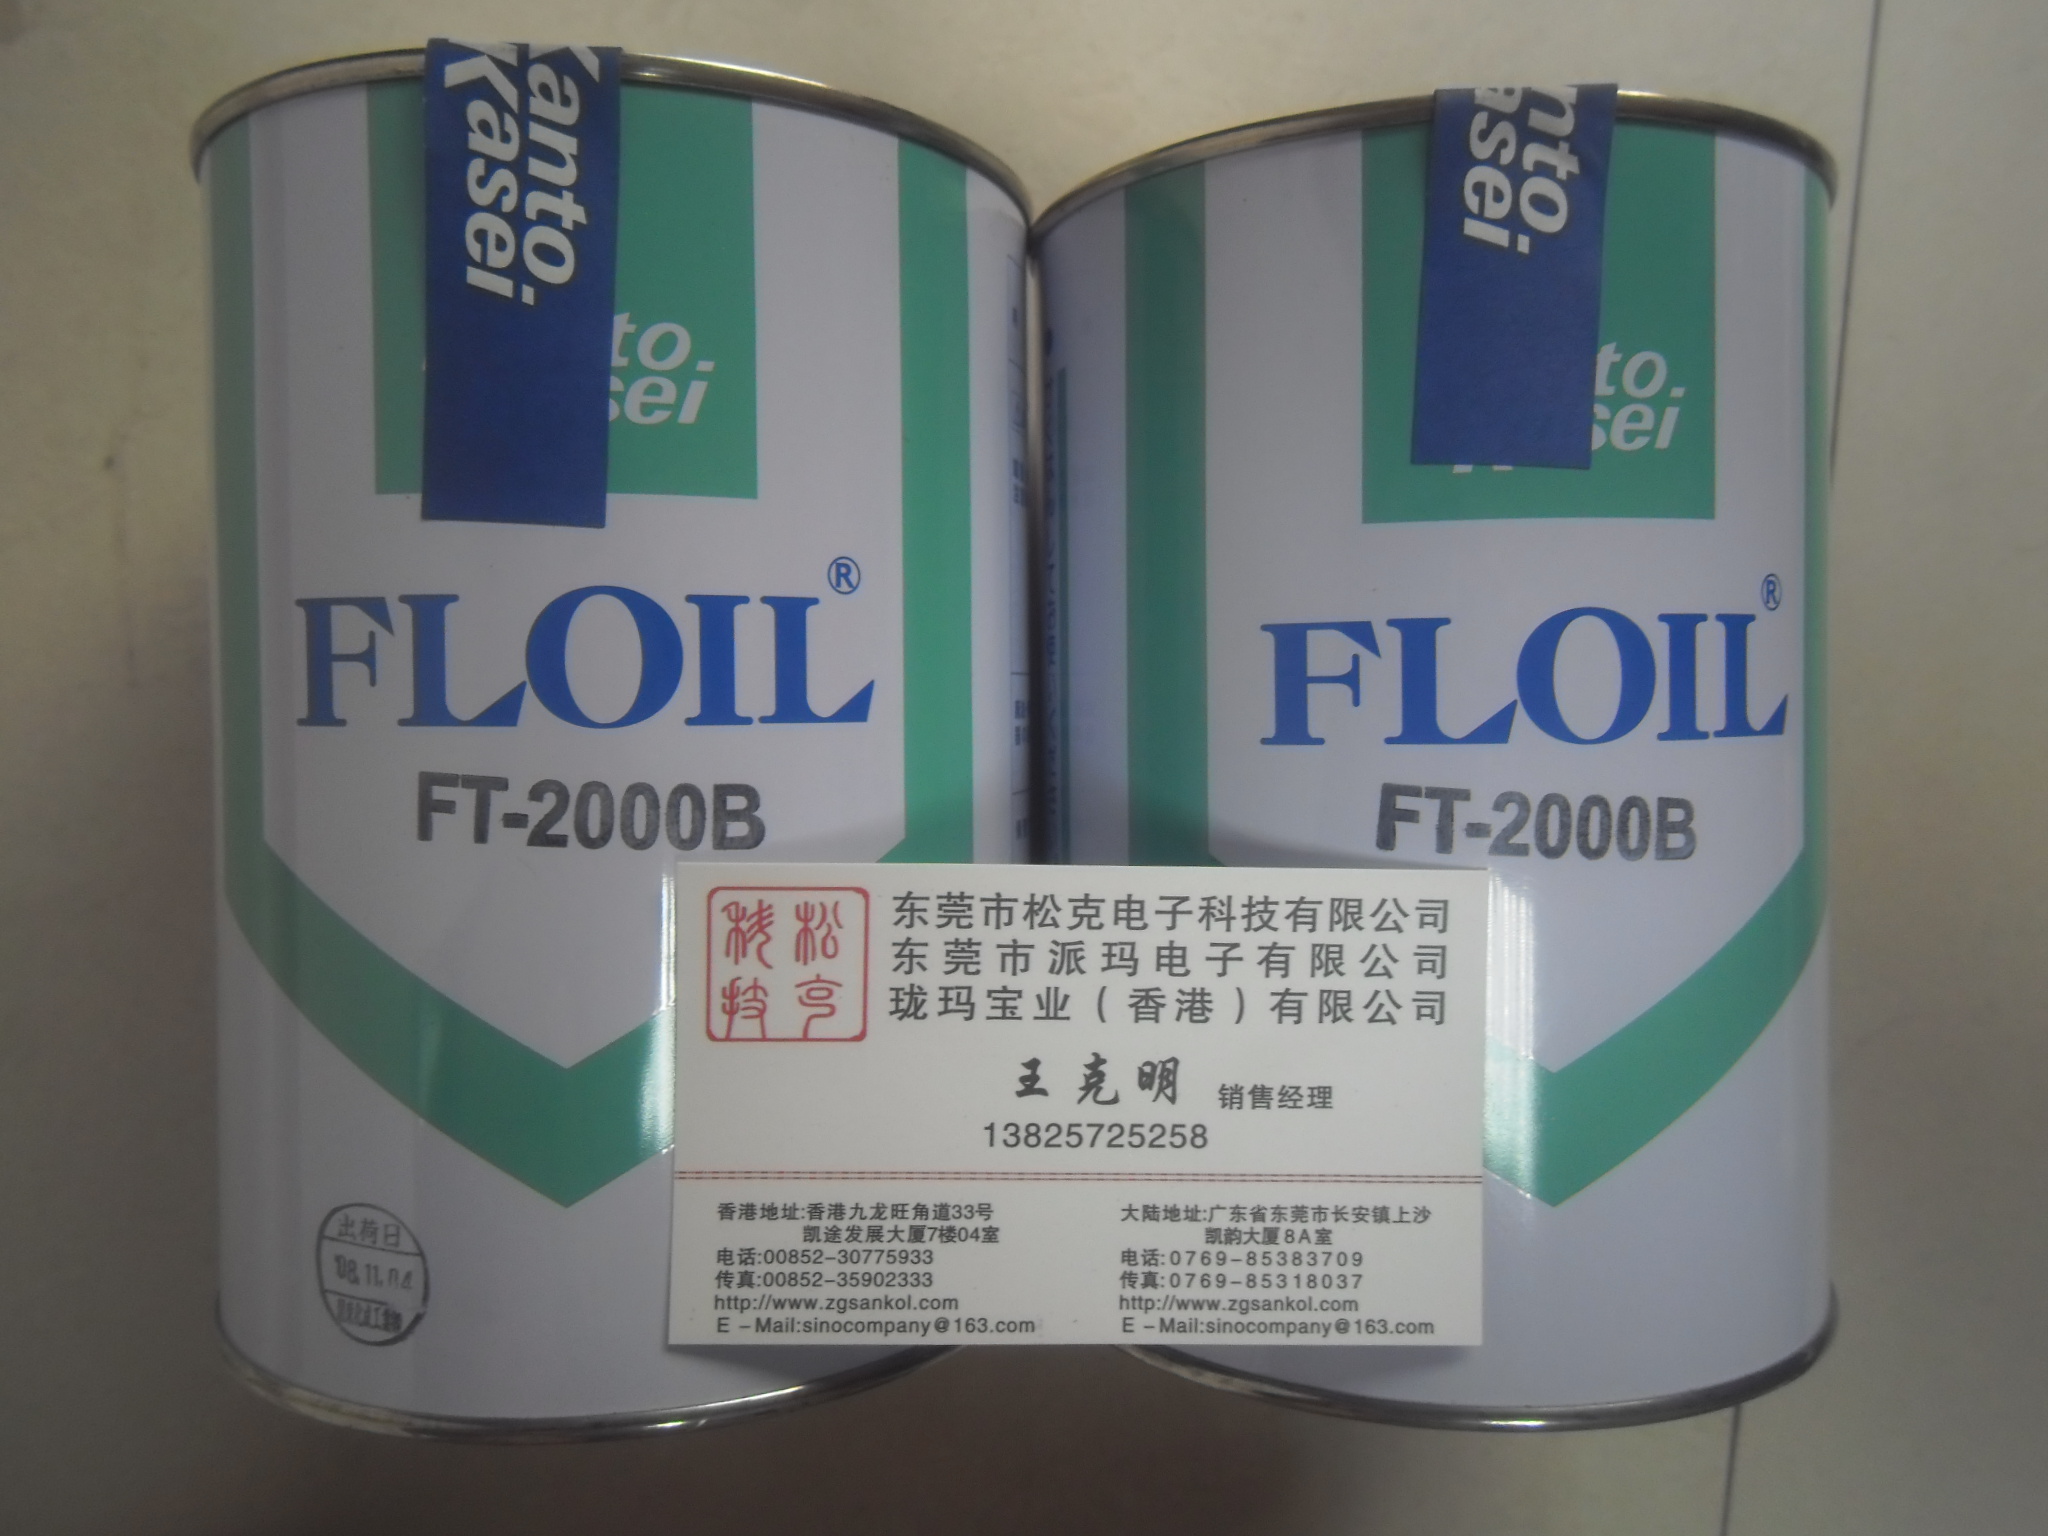 Kanto.
Kasei
to.
sei
FLOIL®
FT-2000B
出荷日
'08.11.04
nto.
asei
to.
sei
FLOIL®
FT-2000B
松克
科技
东莞市松克电子科技有限公司
东莞市派玛电子有限公司
珑玛宝业(香港)有限公司
王克明 销售经理
13825725258
香港地址:香港九龙旺角道33号
凯途发展大厦7楼04室
电话:00852-30775933
传真:00852-35902333
http://www.zgsankol.com
E-Mail:sinocompany@163.com
大陆地址:广东省东莞市长安镇上沙
凯韵大厦8A室
电话:0769-85383709
传真:0769-85318037
http://www.zgsankol.com
E-Mail:sinocompany@163.com